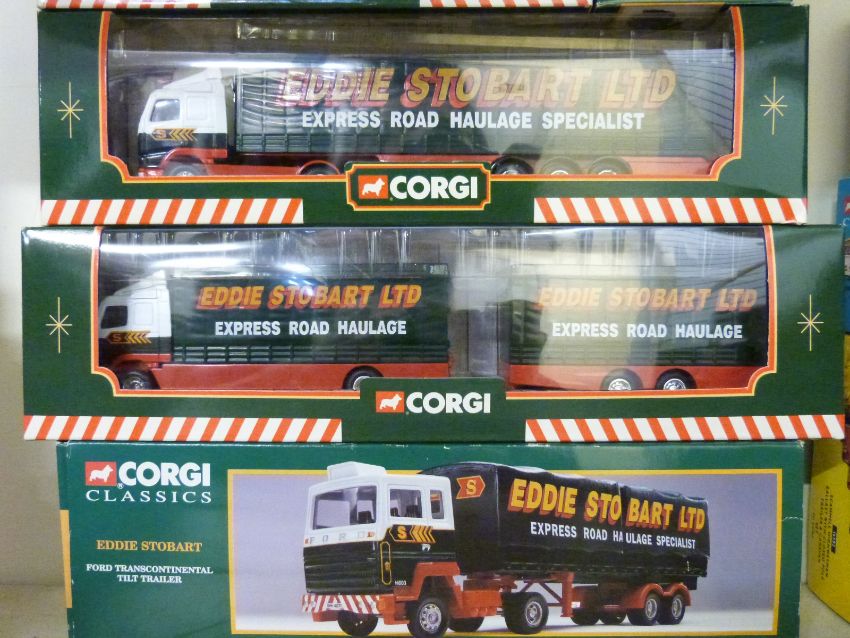 EDDIE STOBART LTD
EXPRESS ROAD HAULAGE SPECIALIST
S
CORGI
EDDIE STOBART LTD
EXPRESS ROAD HAULAGE
S
EDDIE STOBART LTD
EXPRESS ROAD HAULAGE
CORGI
CORGI
CLASSICS
EDDIE STOBART
FORD TRANSCONTINENTAL
TILT TRAILER
S
EDDIE STOBART LTD
EXPRESS ROAD HAULAGE SPECIALIST
FORD
S